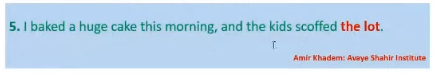 5. I baked a huge cake this morning, and the kids scoffed the lot.
Amir Khadem: Avaye Shahir Institute